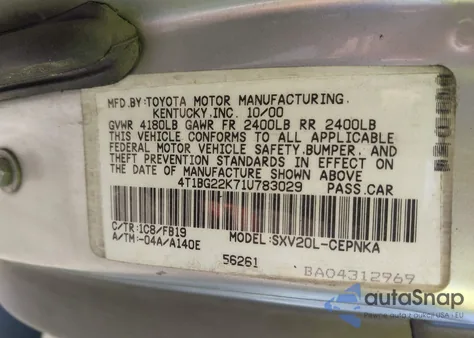 MFD.BY:TOYOTA MOTOR MANUFACTURING,
KENTUCKY,INC. 10/00
GVWR 4180LB GAWR FR 2400LB RR 2400LB
THIS VEHICLE CONFORMS TO ALL APPLICABLE
FEDERAL MOTOR VEHICLE SAFETY,BUMPER, AND
THEFT PREVENTION STANDARDS IN EFFECT ON
THE DATE OF MANUFACTURE SHOWN ABOVE.
4T1BG22K71U783029 PASS.CAR
C/TR:1C8/FB19 MODEL:SXV20L-CEPNKA
A/TM:-04A/A140E
56261 BA04312969
autoSnap